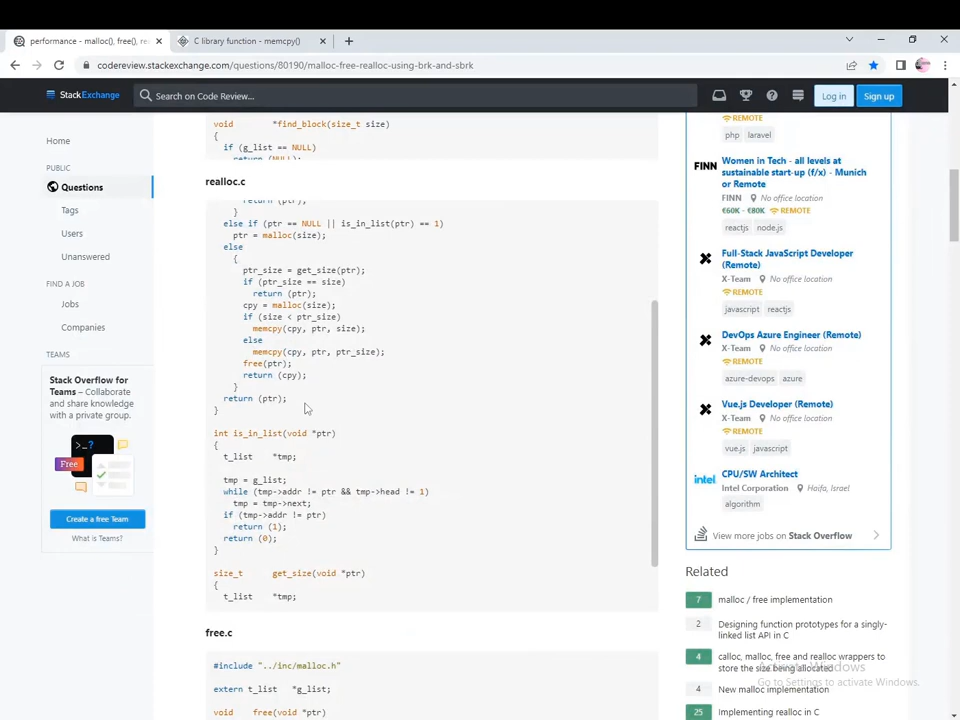 performance - malloc(), free(), re
C library function - memcpy()
codereview.stackexchange.com/questions/80190/malloc-free-realloc-using-brk-and-sbrk
StackExchange
Search on Code Review...
Log in
Sign up
Home
PUBLIC
Questions
Tags
Users
Unanswered
FIND A JOB
Jobs
Companies
TEAMS
Stack Overflow for
Teams – Collaborate
and share knowledge
with a private group.
>_?
Free
Create a free Team
What is Teams?
void *find_block(size_t size)
{
if (g_list == NULL)
return (NULL);
realloc.c
return (ptr);
}
else if (ptr == NULL || is_in_list(ptr) == 1)
ptr = malloc(size);
else
{
ptr_size = get_size(ptr);
if (ptr_size == size)
return (ptr);
cpy = malloc(size);
if (size < ptr_size)
memcpy(cpy, ptr, size);
else
memcpy(cpy, ptr, ptr_size);
free(ptr);
return (cpy);
}
return (ptr);
}
int is_in_list(void *ptr)
{
t_list *tmp;
tmp = g_list;
while (tmp->addr != ptr && tmp->head != 1)
tmp = tmp->next;
if (tmp->addr != ptr)
return (1);
return (0);
}
size_t get_size(void *ptr)
{
t_list *tmp;
free.c
#include "../inc/malloc.h"
extern t_list *g_list;
void free(void *ptr)
REMOTE
php laravel
FINN
Women in Tech - all levels at
sustainable start-up (f/x) - Munich
or Remote
FINN No office location
€60K - €80K REMOTE
reactjs node.js
Full-Stack JavaScript Developer
(Remote)
X-Team No office location
REMOTE
javascript reactjs
DevOps Azure Engineer (Remote)
X-Team No office location
REMOTE
azure-devops azure
Vue.js Developer (Remote)
X-Team No office location
REMOTE
vue.js javascript
intel
CPU/SW Architect
Intel Corporation Haifa, Israel
algorithm
View more jobs on Stack Overflow
Related
7 malloc / free implementation
2 Designing function prototypes for a singly-
linked list API in C
4 calloc, malloc, free and realloc wrappers to
store the size being allocated
4 New malloc implementation
25 Implementing realloc in C
Activate Windows
Go to Settings to activate Windows.